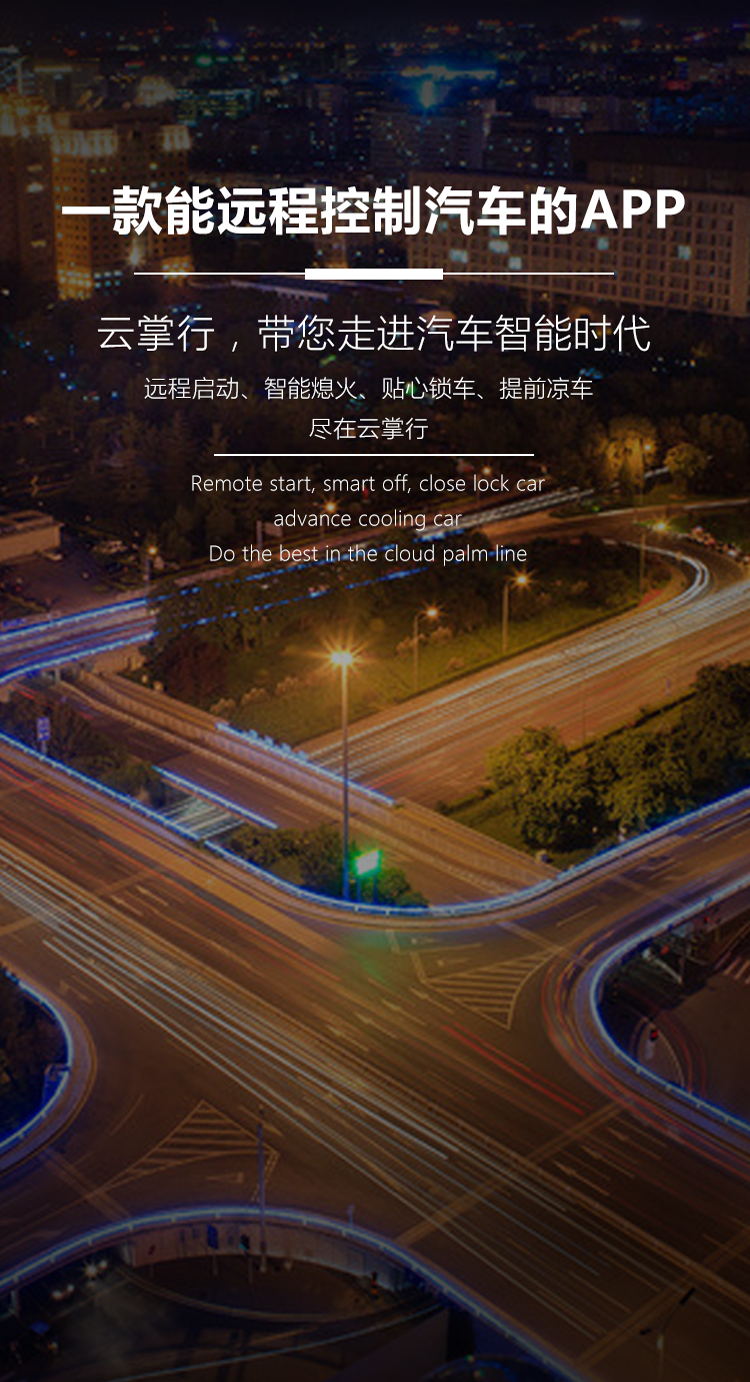 一款能远程控制汽车的APP
云掌行，带您走进汽车智能时代
远程启动、智能熄火、贴心锁车、提前凉车
尽在云掌行
Remote start, smart off, close lock car
advance cooling car
Do the best in the cloud palm line